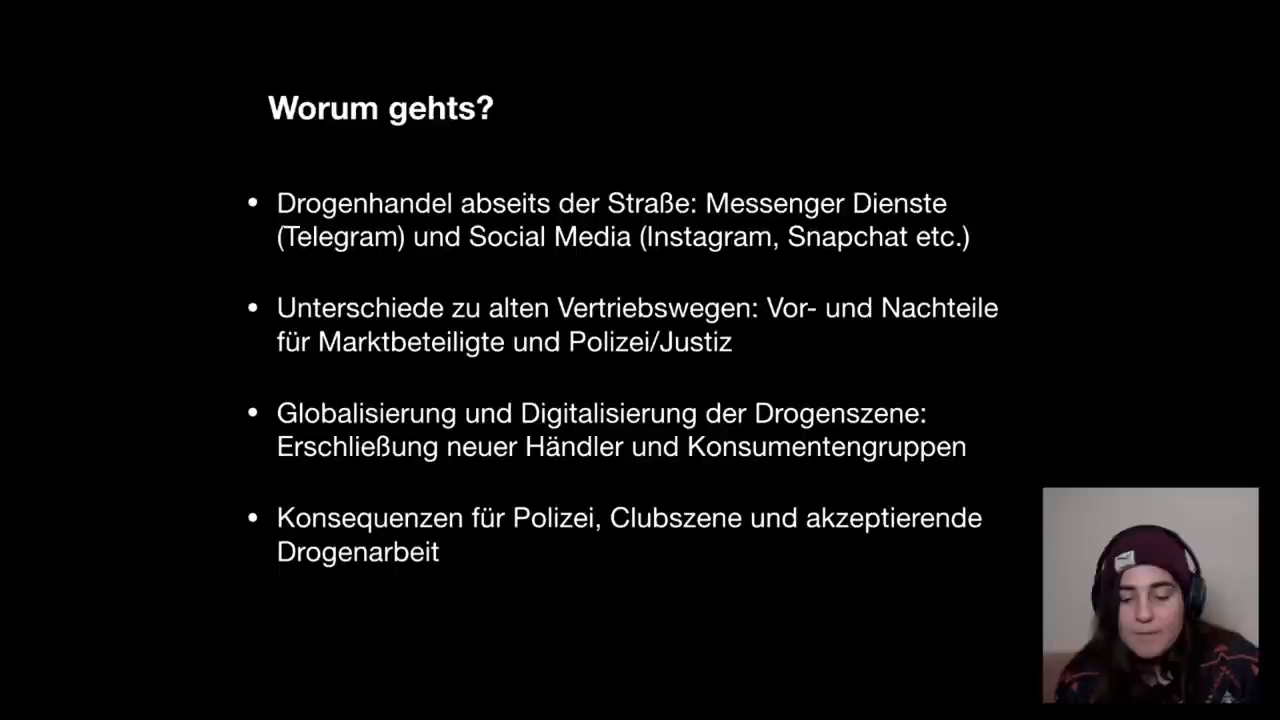 Worum gehts?
• Drogenhandel abseits der Straße: Messenger Dienste
(Telegram) und Social Media (Instagram, Snapchat etc.)
• Unterschiede zu alten Vertriebswegen: Vor- und Nachteile
für Marktbeteiligte und Polizei/Justiz
• Globalisierung und Digitalisierung der Drogenszene:
Erschließung neuer Händler und Konsumentengruppen
• Konsequenzen für Polizei, Clubszene und akzeptierende
Drogenarbeit